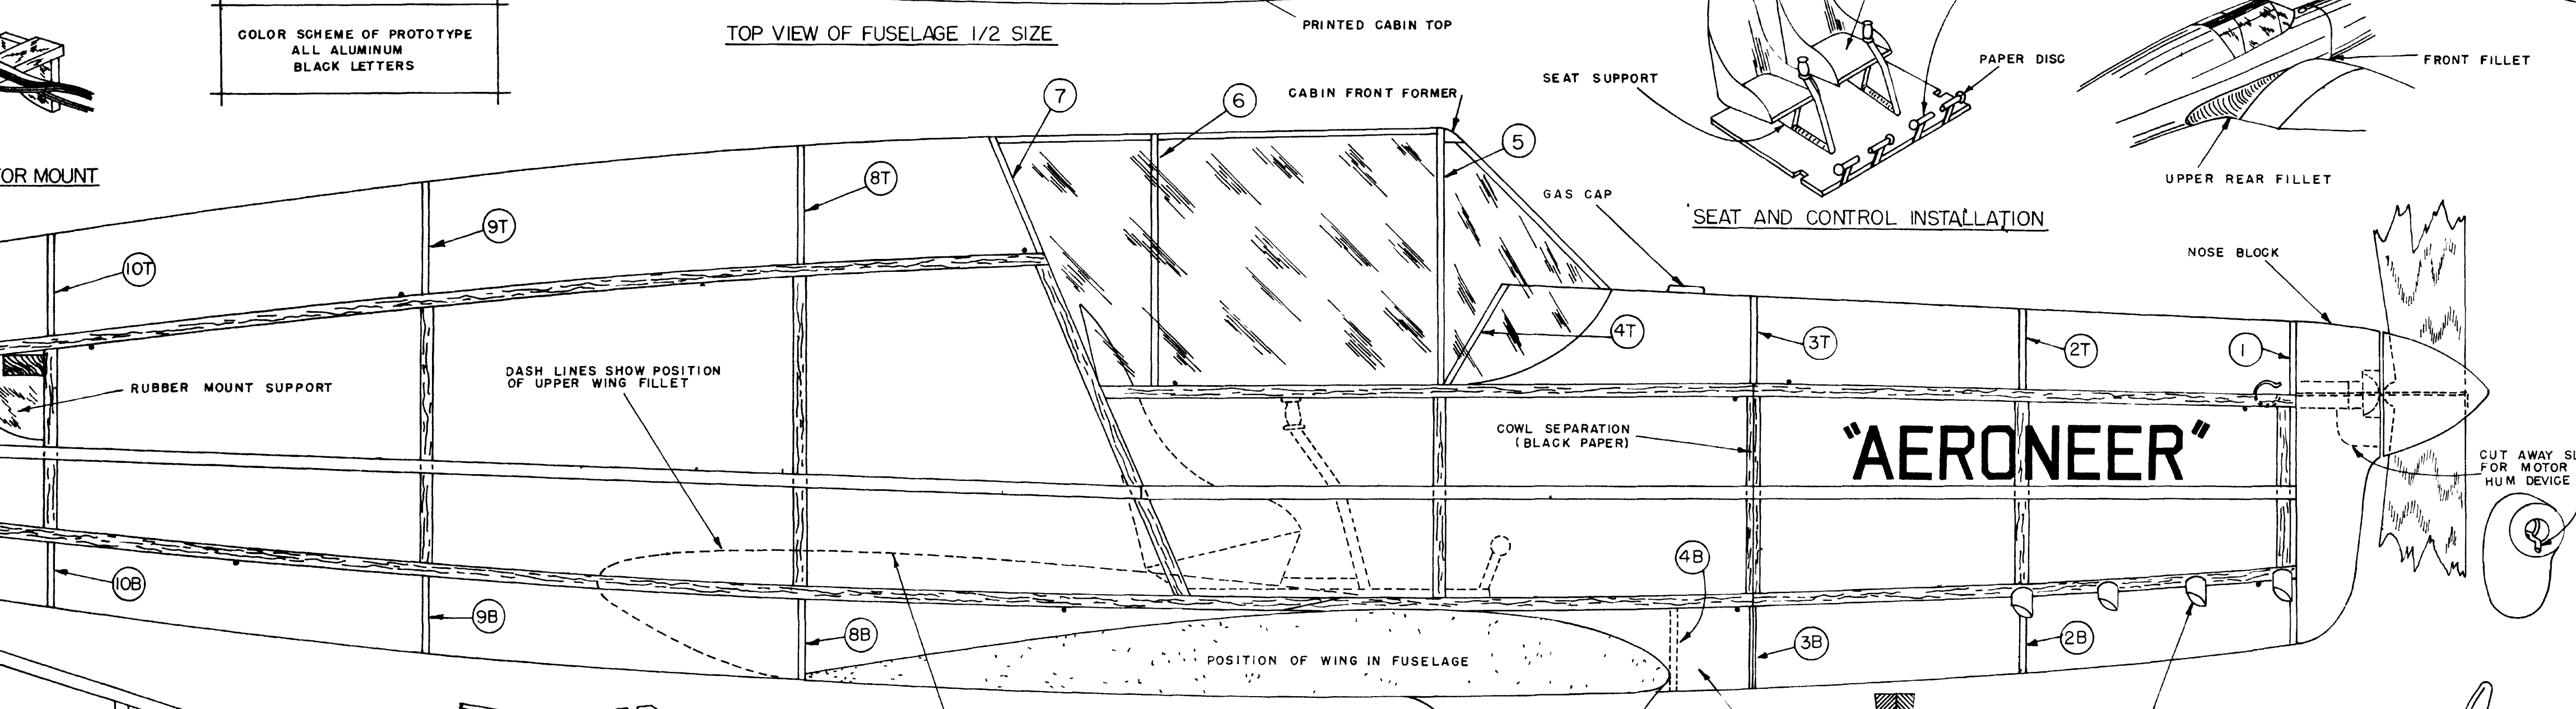 COLOR SCHEME OF PROTOTYPE
ALL ALUMINUM
BLACK LETTERS
TOP VIEW OF FUSELAGE 1/2 SIZE
PRINTED CABIN TOP
SEAT SUPPORT
PAPER DISC
FRONT FILLET
CABIN FRONT FORMER
7
6
5
8T
UPPER REAR FILLET
OR MOUNT
GAS CAP
SEAT AND CONTROL INSTALLATION
9T
NOSE BLOCK
10T
4T
3T
2T
1
RUBBER MOUNT SUPPORT
DASH LINES SHOW POSITION
OF UPPER WING FILLET
COWL SEPARATION
(BLACK PAPER)
"AERONEER"
CUT AWAY
FOR MOTOR
HUM DEVICE
4B
10B
9B
8B
3B
2B
POSITION OF WING IN FUSELAGE